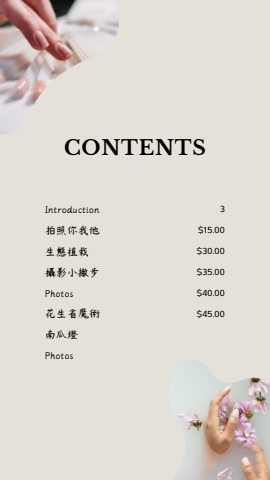 CONTENTS
Introduction 3
拍照你我他 $15.00
生態植栽 $30.00
攝影小撇步 $35.00
Photos $40.00
花生省魔術 $45.00
南瓜燈
Photos